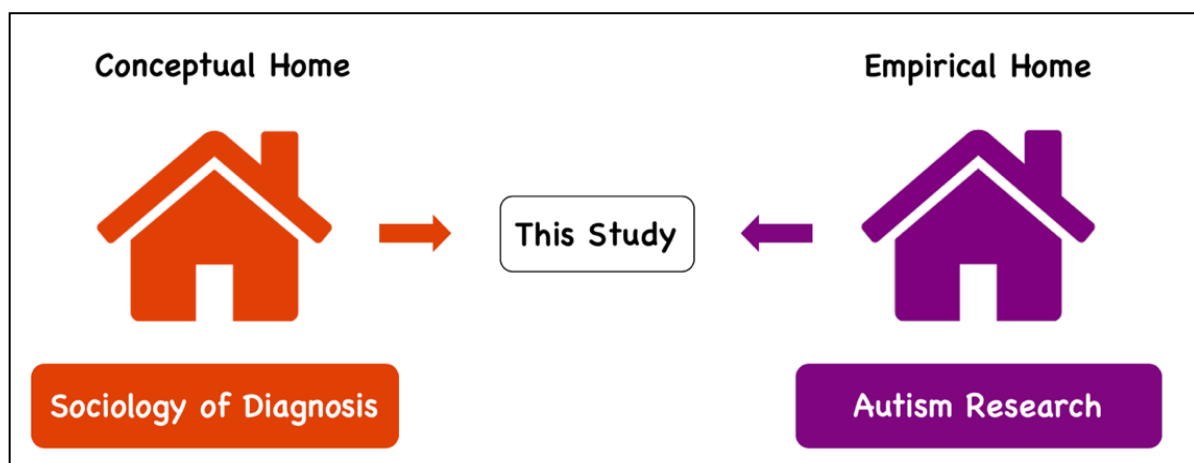 Conceptual Home
Empirical Home
This Study
Sociology of Diagnosis
Autism Research